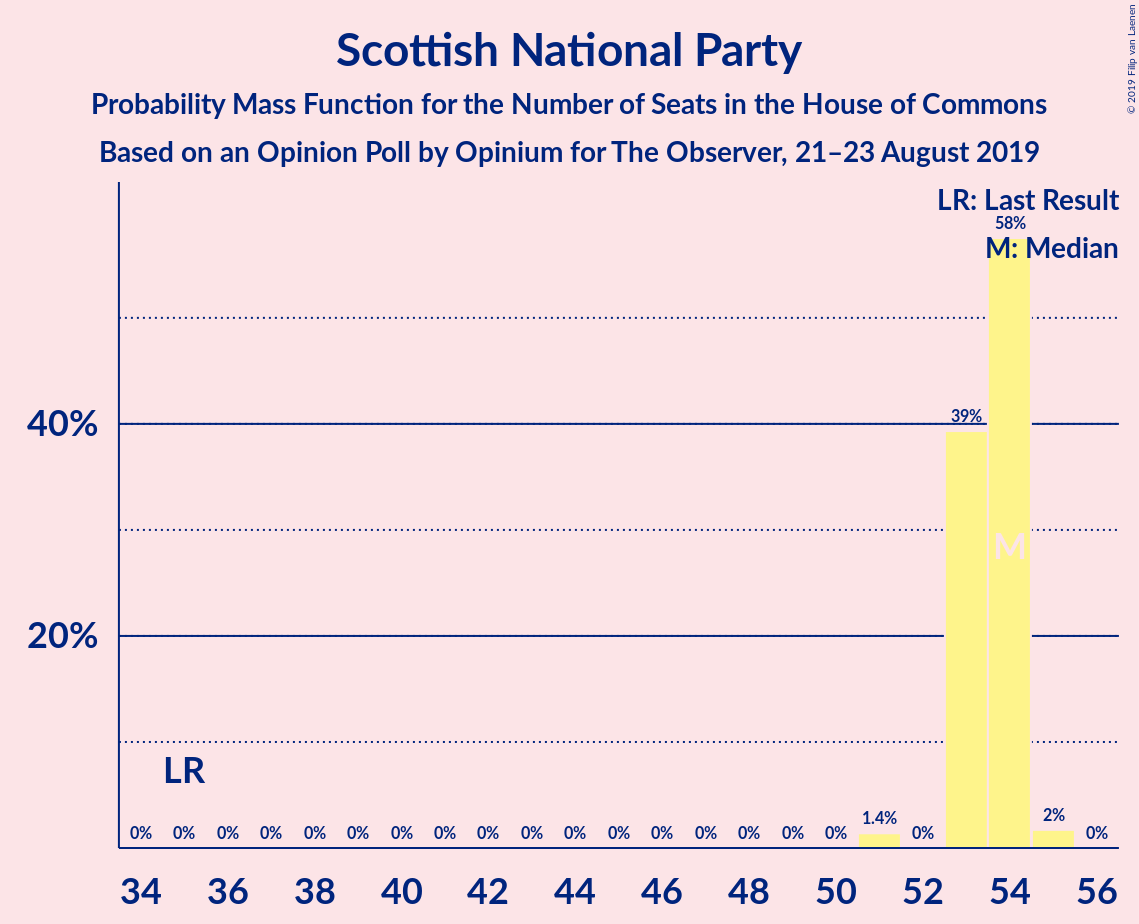 Scottish National Party
Probability Mass Function for the Number of Seats in the House of Commons
Based on an Opinion Poll by Opinium for The Observer, 21–23 August 2019
© 2019 Filip van Laenen
LR: Last Result
58%
M: Median
40%
39%
M
20%
LR
0% 0% 0% 0% 0% 0% 0% 0% 0% 0% 0% 0% 0% 0% 0% 0% 0% 1.4% 0% 2% 0%
34 36 38 40 42 44 46 48 50 52 54 56